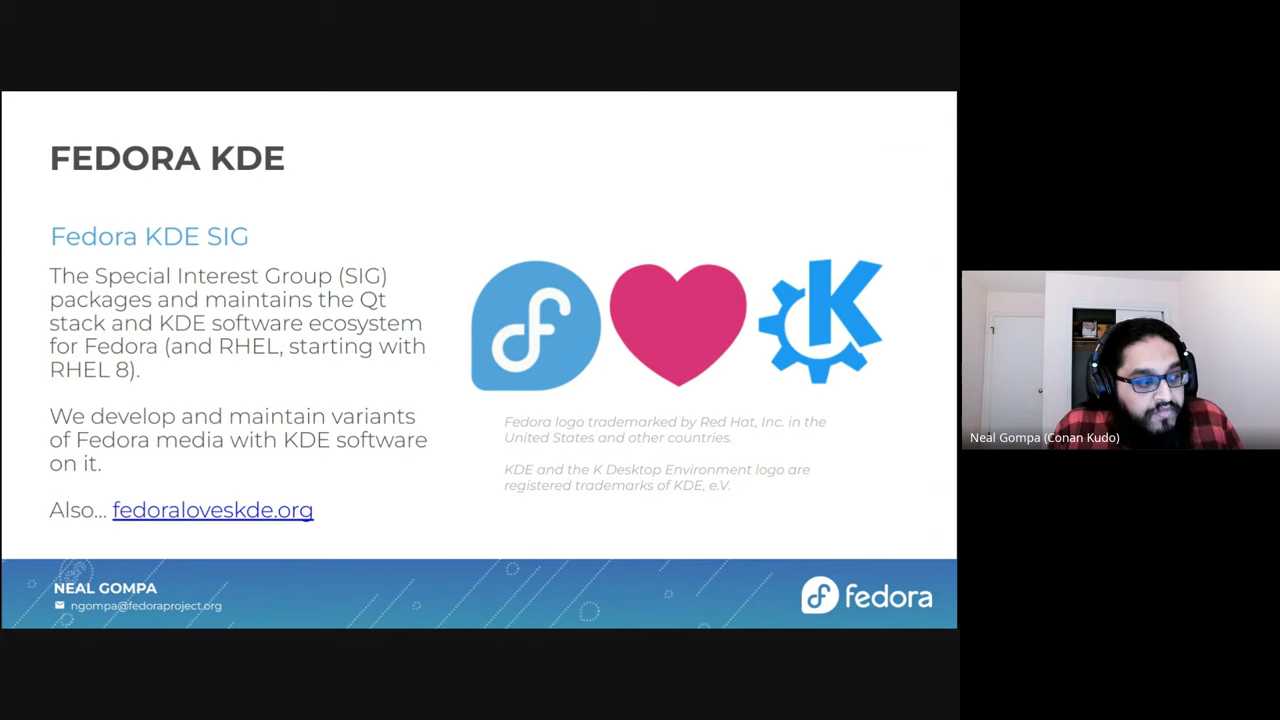 FEDORA KDE
Fedora KDE SIG
The Special Interest Group (SIG)
packages and maintains the Qt
stack and KDE software ecosystem
for Fedora (and RHEL, starting with
RHEL 8).
We develop and maintain variants
of Fedora media with KDE software
on it.
Also... fedoraloveskde.org
K
Fedora logo trademarked by Red Hat, Inc. in the
United States and other countries.
KDE and the K Desktop Environment logo are
registered trademarks of KDE, e.V.
NEAL GOMPA
ngompa@fedoraproject.org
fedora
Neal Gompa (Conan Kudo)